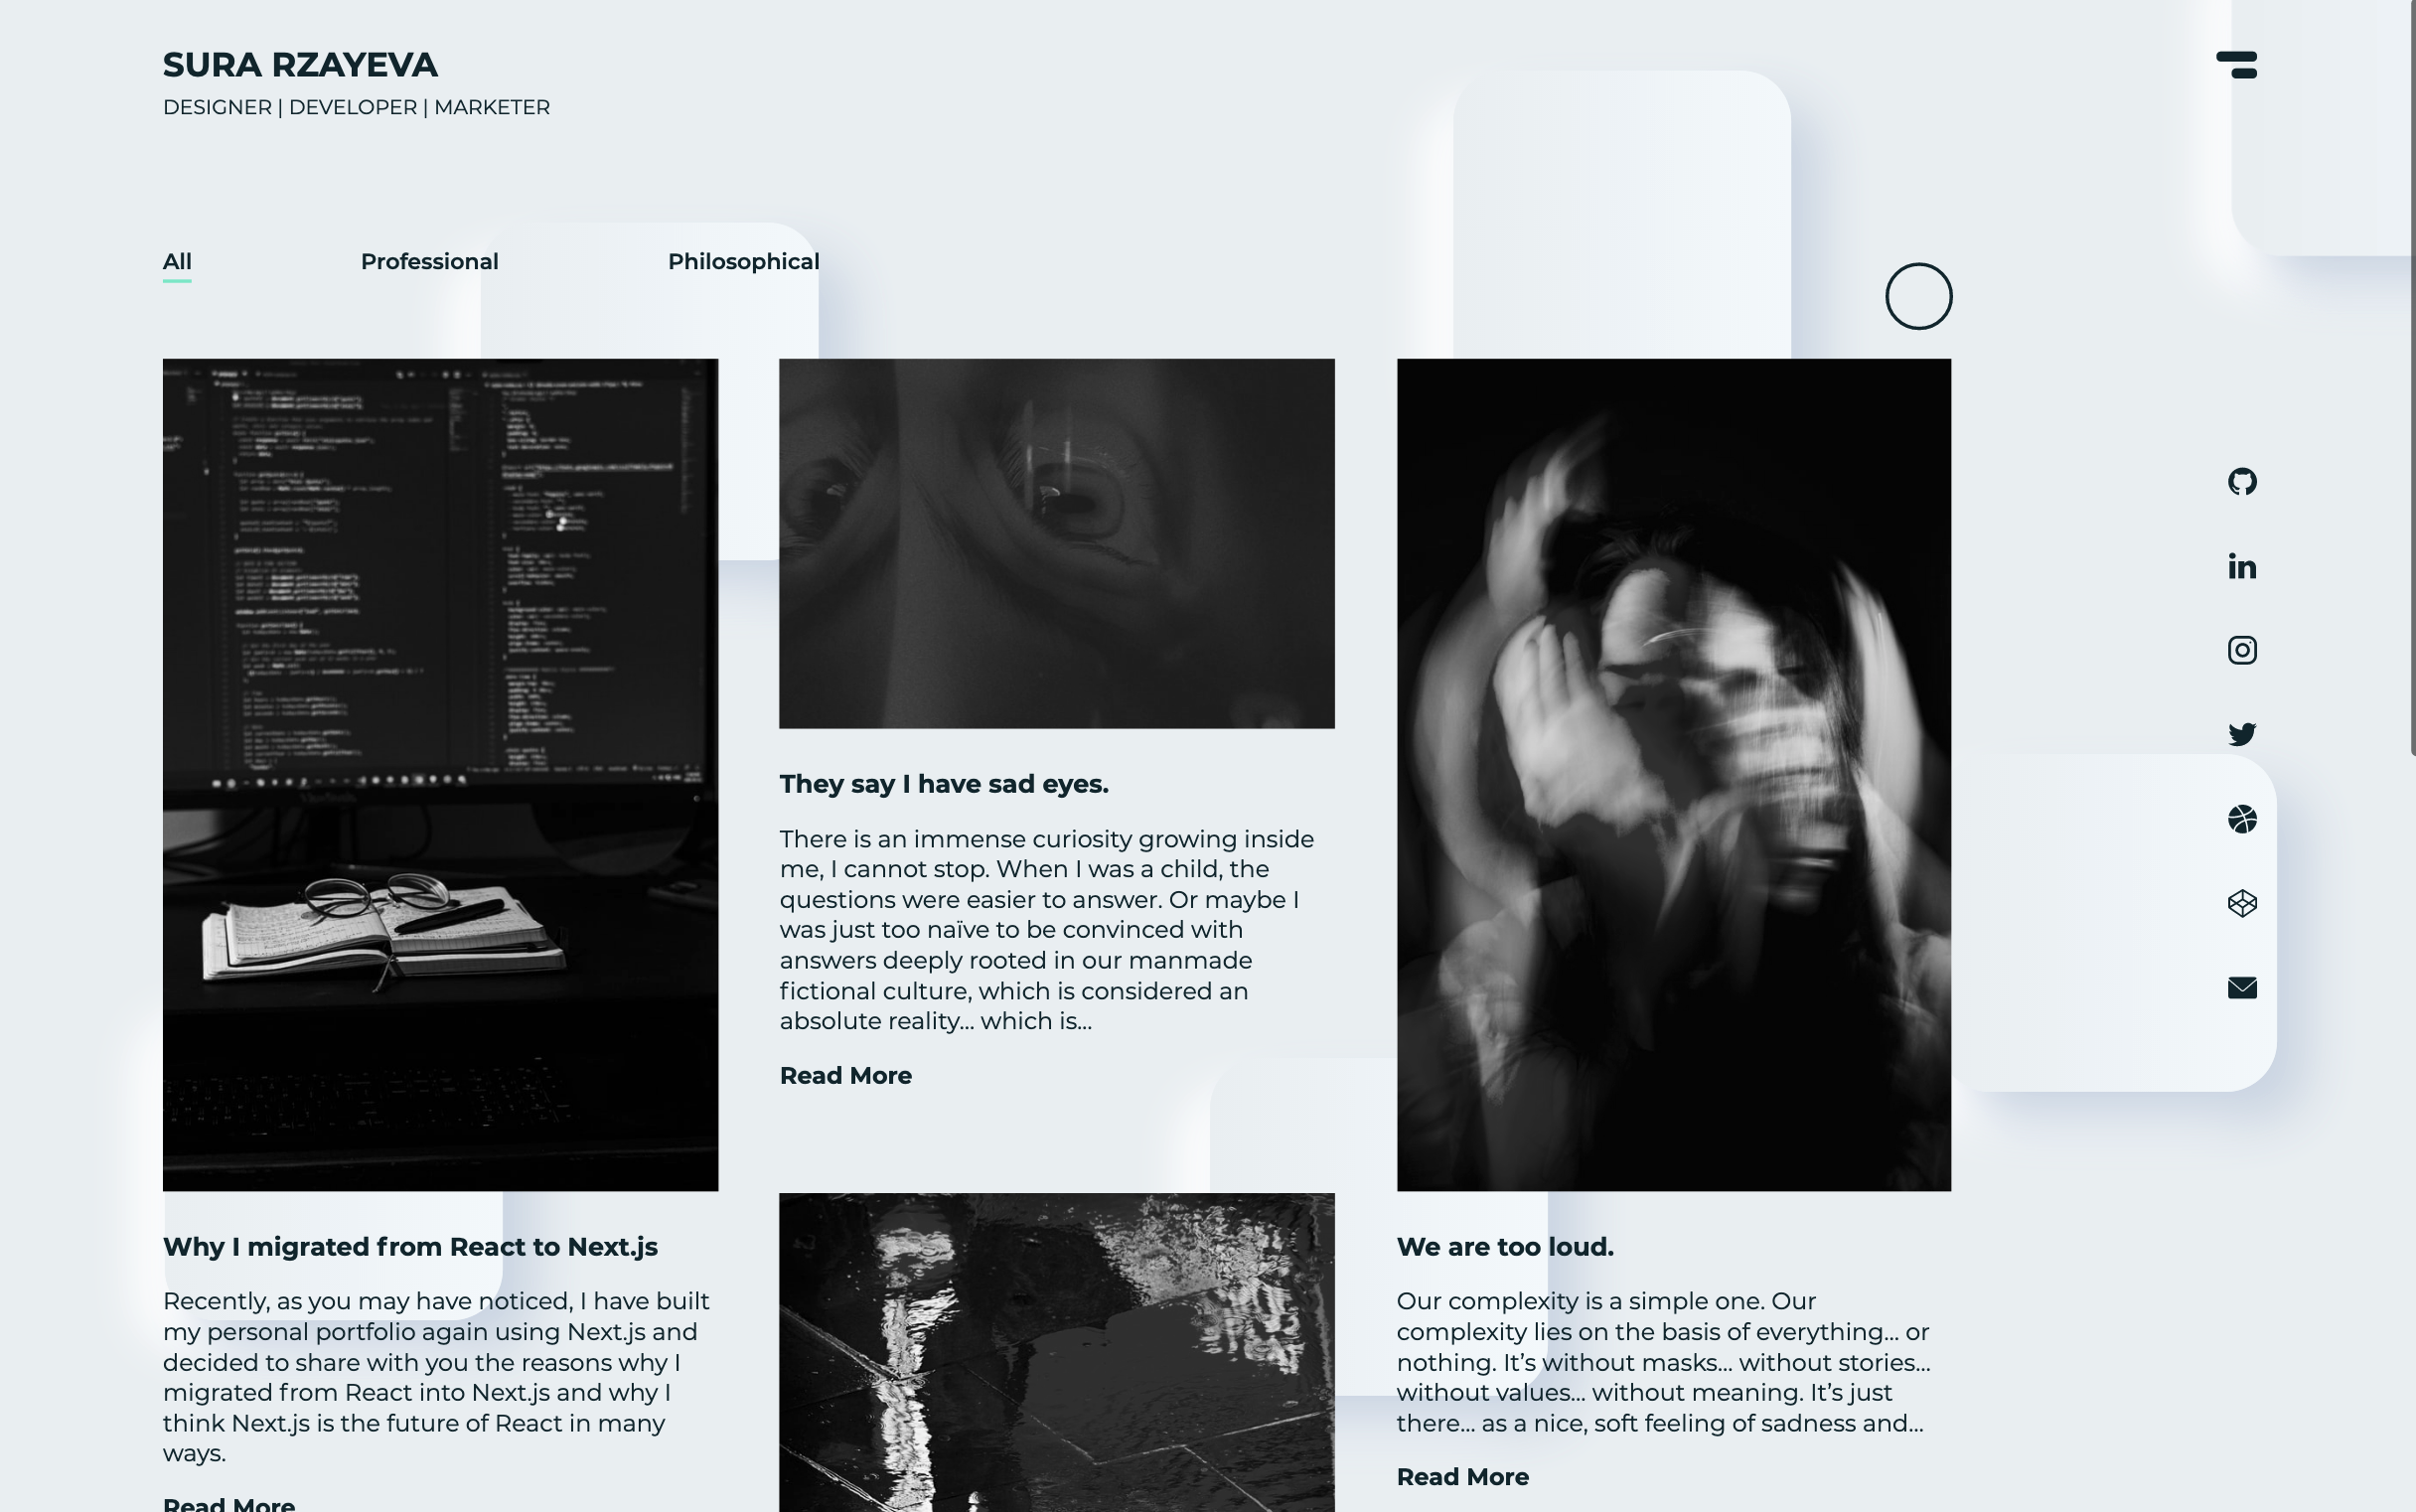 SURA RZAYEVA
DESIGNER | DEVELOPER | MARKETER
All
Professional
Philosophical
Why I migrated from React to Next.js
Recently, as you may have noticed, I have built
my personal portfolio again using Next.js and
decided to share with you the reasons why I
migrated from React into Next.js and why I
think Next.js is the future of React in many
ways.
Read More
They say I have sad eyes.
There is an immense curiosity growing inside
me, I cannot stop. When I was a child, the
questions were easier to answer. Or maybe I
was just too naïve to be convinced with
answers deeply rooted in our manmade
fictional culture, which is considered an
absolute reality... which is...
Read More
We are too loud.
Our complexity is a simple one. Our
complexity lies on the basis of everything... or
nothing. It’s without masks... without stories...
without values... without meaning. It’s just
there... as a nice, soft feeling of sadness and...
Read More
in